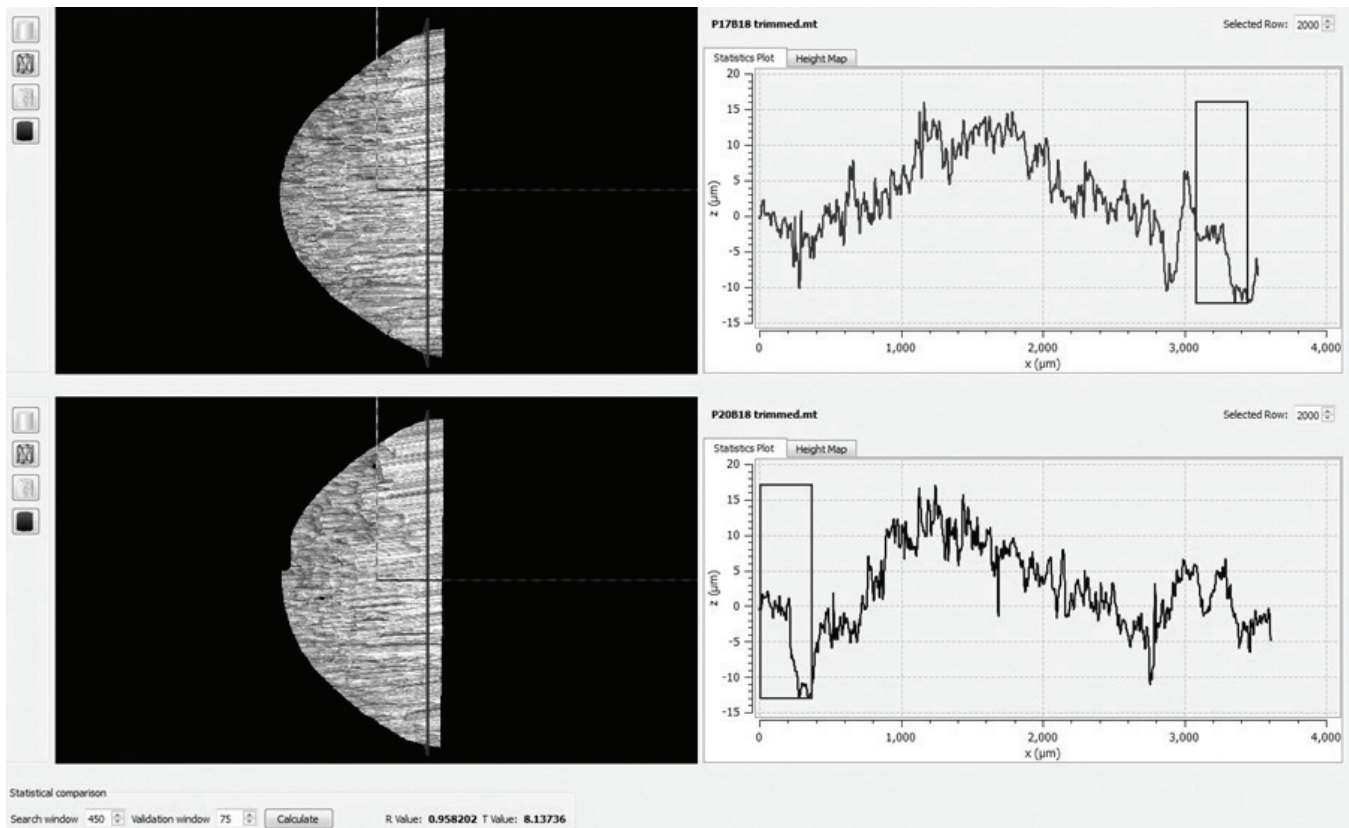 P17B18 trimmed.mt
Selected Row: 2000
Statistics Plot Height Map
20
15
10
5
0
-5
-10
-15
z (µm)
0 1,000 2,000 3,000 4,000
x (µm)
P20B18 trimmed.mt
Selected Row: 2000
Statistics Plot Height Map
20
15
10
5
0
-5
-10
-15
z (µm)
0 1,000 2,000 3,000 4,000
x (µm)
Statistical comparison
Search window 450 Validation window 75 Calculate R Value: 0.958202 T Value: 8.13736